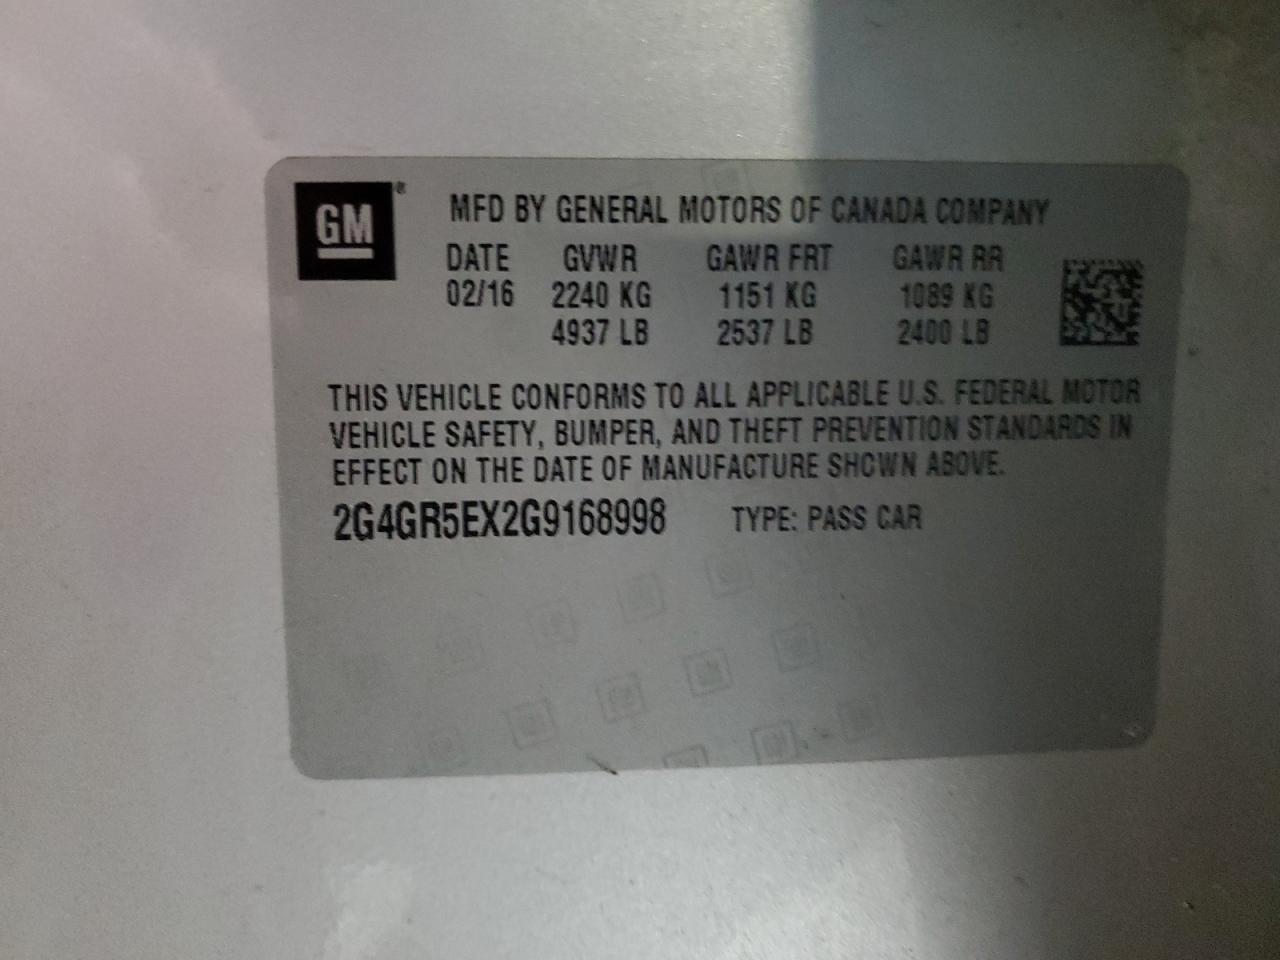 GM®
MFD BY GENERAL MOTORS OF CANADA COMPANY
DATE GVWR GAWR FRT GAWR RR
02/16 2240 KG 1151 KG 1089 KG
4937 LB 2537 LB 2400 LB
THIS VEHICLE CONFORMS TO ALL APPLICABLE U.S. FEDERAL MOTOR
VEHICLE SAFETY, BUMPER, AND THEFT PREVENTION STANDARDS IN
EFFECT ON THE DATE OF MANUFACTURE SHOWN ABOVE.
2G4GR5EX2G9168998 TYPE: PASS CAR